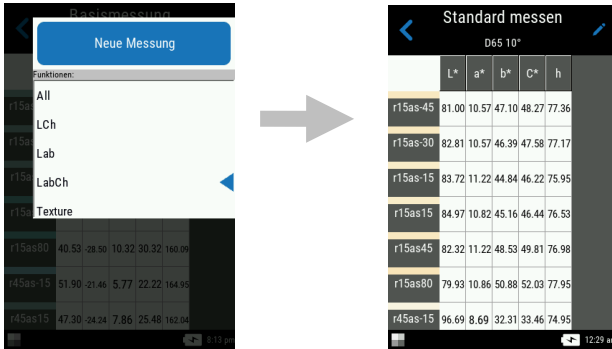 Basismessung
Neue Messung
Funktionen:
All
LCh
Lab
LabCh
Texture
r15as80 40.53 -28.50 10.32 30.32 160.09
r45as-15 51.90 -21.46 5.77 22.22 164.95
r45as15 47.30 -24.24 7.86 25.48 162.04
8:13 pm
Standard messen
D65 10°
L* a* b* C* h
r15as-45 81.00 10.57 47.10 48.27 77.36
r15as-30 82.81 10.57 46.39 47.58 77.17
r15as-15 83.72 11.22 44.84 46.22 75.95
r15as15 84.97 10.82 45.16 46.44 76.53
r15as45 82.32 11.22 48.53 49.81 76.98
r15as80 79.93 10.86 50.88 52.03 77.95
r45as-15 96.69 8.69 32.31 33.46 74.95
12:29 am